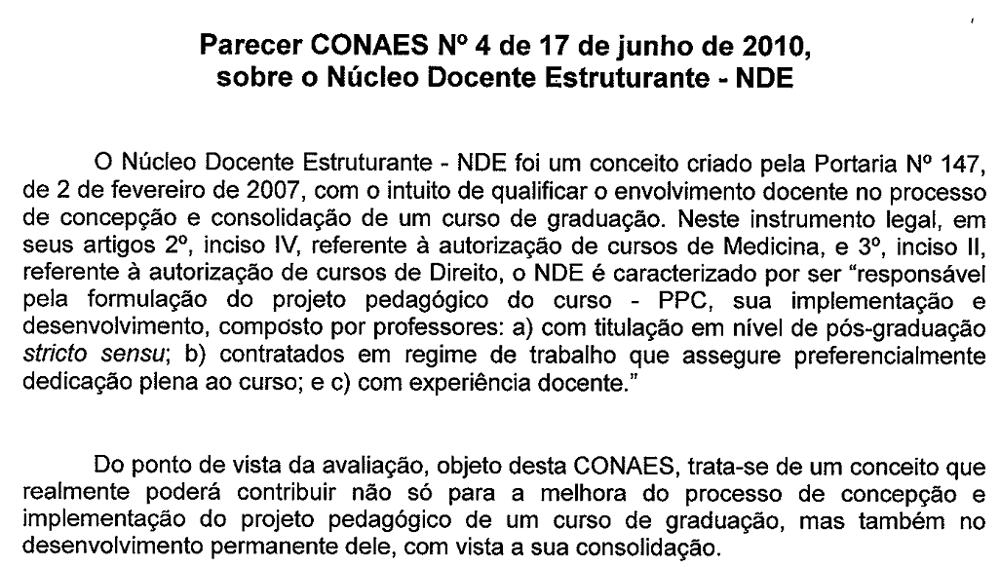 Parecer CONAES Nº 4 de 17 de junho de 2010,
sobre o Núcleo Docente Estruturante - NDE
O Núcleo Docente Estruturante - NDE foi um conceito criado pela Portaria Nº 147,
de 2 de fevereiro de 2007, com o intuito de qualificar o envolvimento docente no processo
de concepção e consolidação de um curso de graduação. Neste instrumento legal, em
seus artigos 2º, inciso IV, referente à autorização de cursos de Medicina, e 3º, inciso II,
referente à autorização de cursos de Direito, o NDE é caracterizado por ser “responsável
pela formulação do projeto pedagógico do curso - PPC, sua implementação e
desenvolvimento, composto por professores: a) com titulação em nível de pós-graduação
stricto sensu; b) contratados em regime de trabalho que assegure preferencialmente
dedicação plena ao curso; e c) com experiência docente.”
Do ponto de vista da avaliação, objeto desta CONAES, trata-se de um conceito que
realmente poderá contribuir não só para a melhora do processo de concepção e
implementação do projeto pedagógico de um curso de graduação, mas também no
desenvolvimento permanente dele, com vista a sua consolidação.